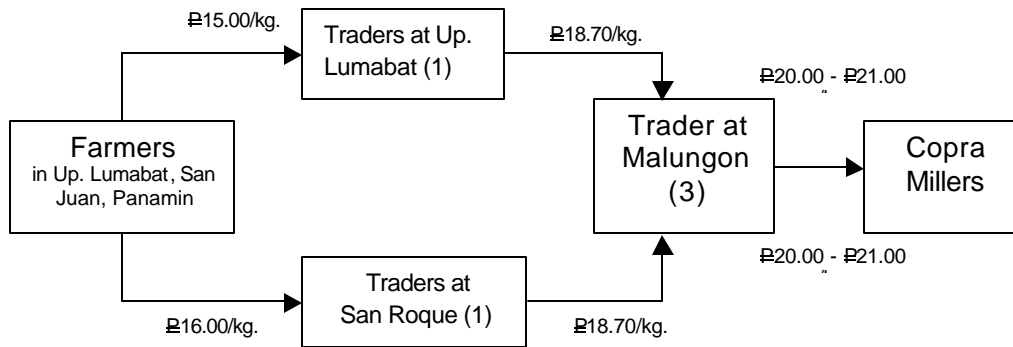 ₱15.00/kg.
Traders at Up.
Lumabat (1)
₱18.70/kg.
₱20.00 - ₱21.00
Farmers
in Up. Lumabat, San
Juan, Panamin
Trader at
Malungon
(3)
Copra
Millers
₱20.00 - ₱21.00
Traders at
San Roque (1)
₱16.00/kg.
₱18.70/kg.